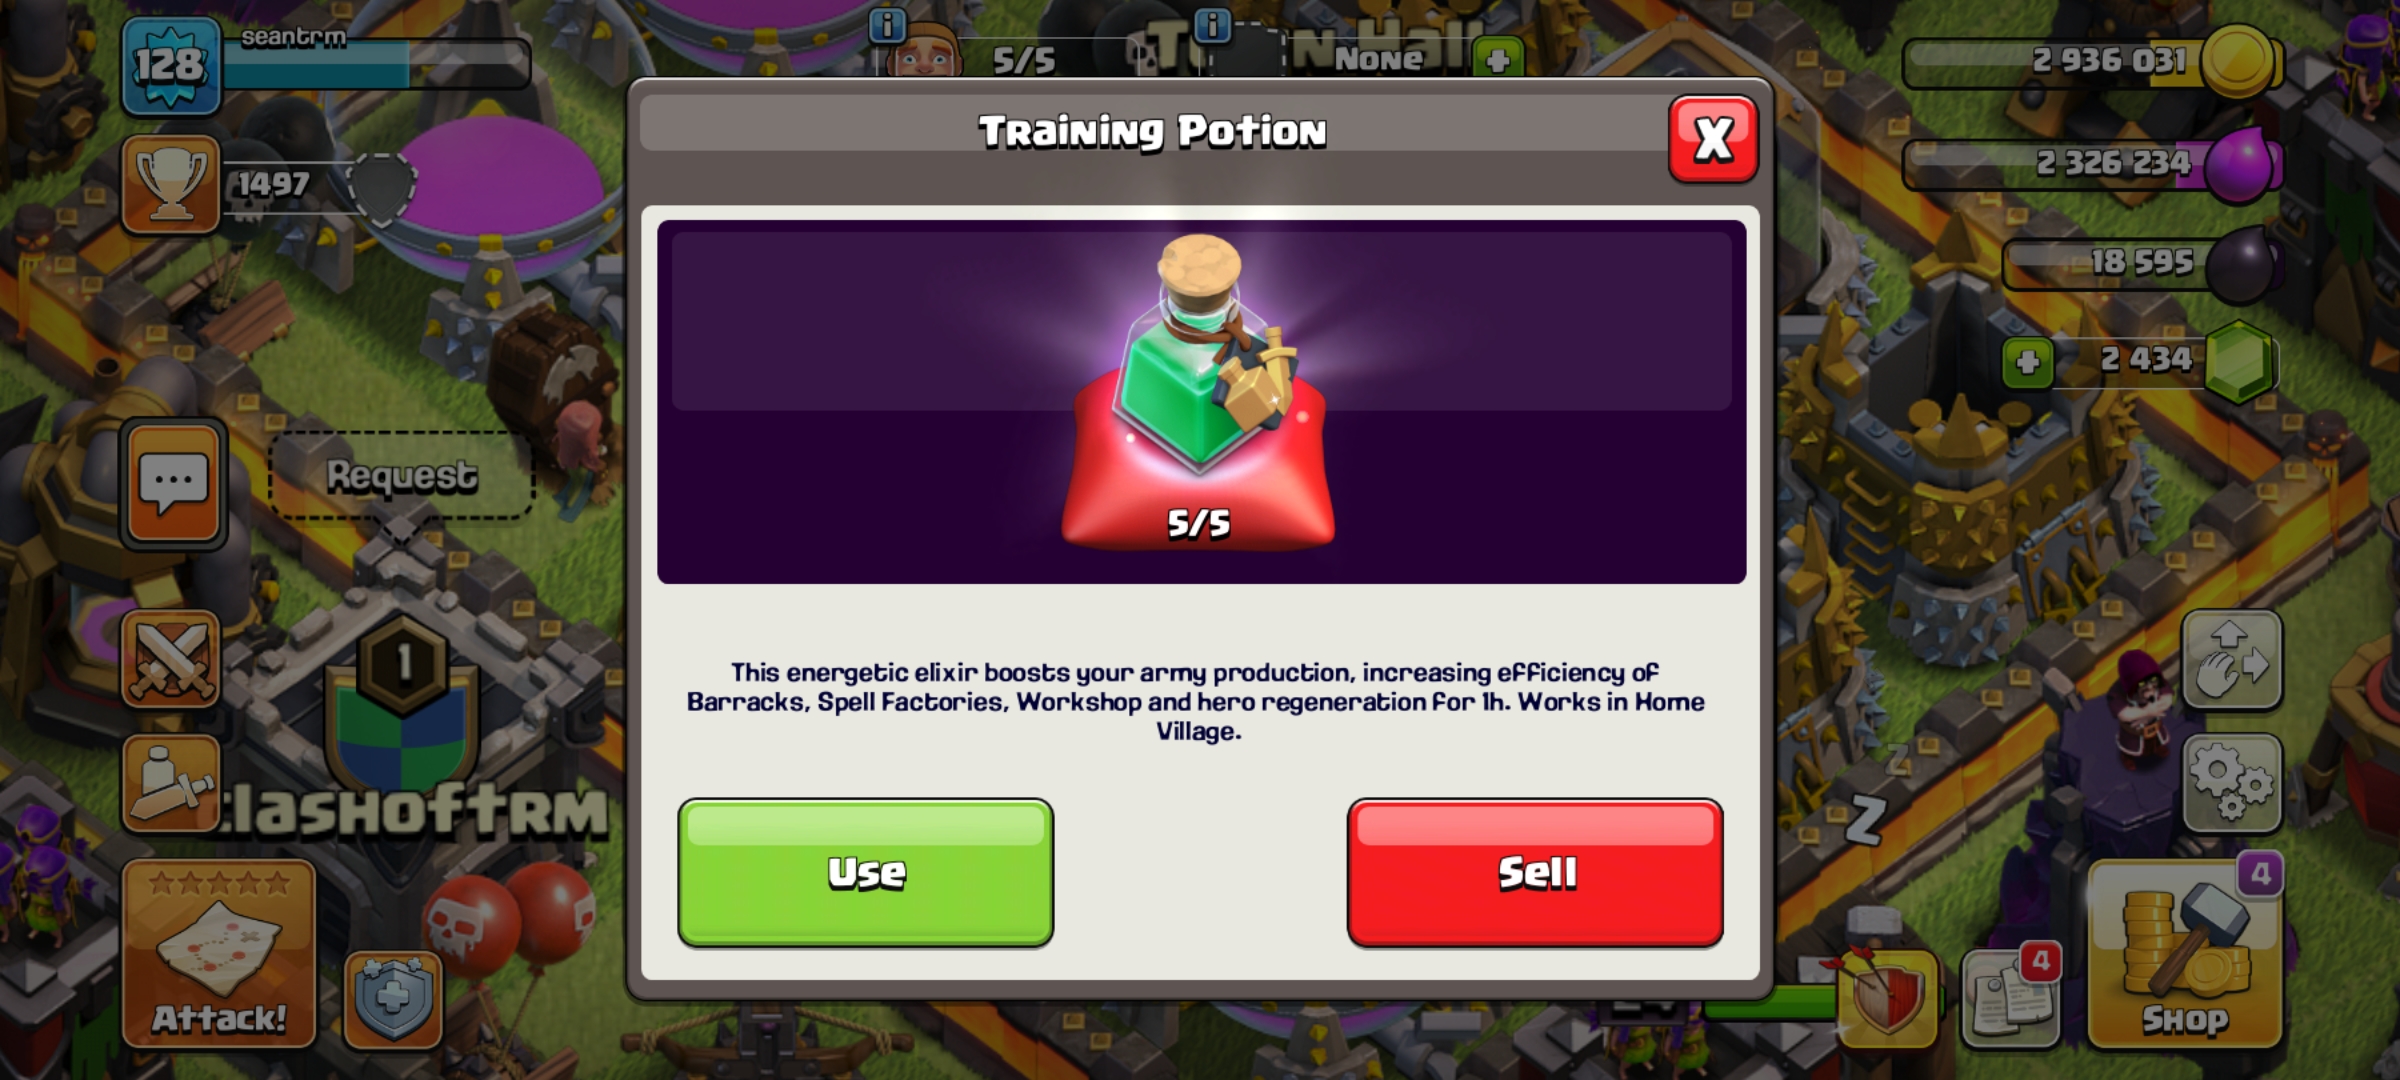 128
seantrm
5/5
None
2 936 031
1497
2 326 234
18 595
2 434
Training Potion
X
5/5
Request
This energetic elixir boosts your army production, increasing efficiency of
Barracks, Spell Factories, Workshop and hero regeneration for 1h. Works in Home
Village.
1
clashoftrm
Use
Sell
z
Z
4
4
Attack!
Shop